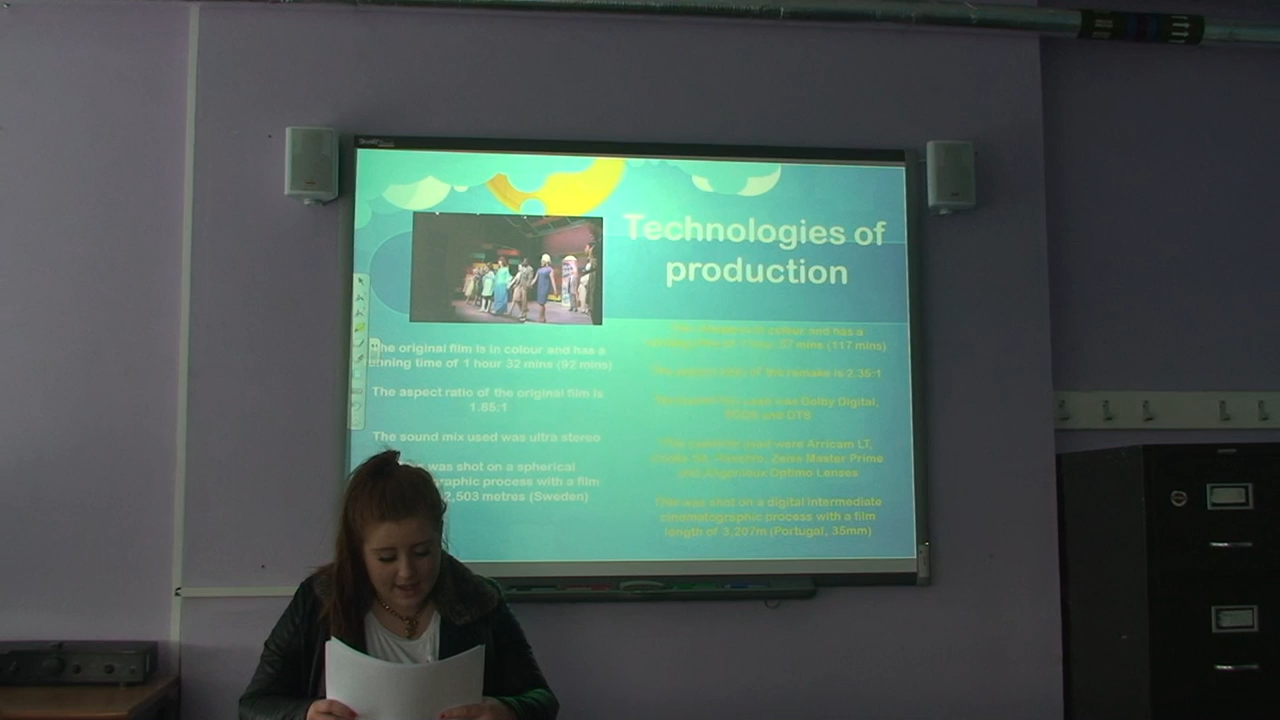 Technologies of
production
The original film is in colour and has a
running time of 1 hour 32 mins (92 mins)
The aspect ratio of the original film is
1.85:1
The sound mix used was ultra stereo
was shot on a spherical
graphic process with a film
2,503 metres (Sweden)
colour and has a
57 mins (117 mins)
The aspect ratio of the remake is 2.35:1
used was Dolby Digital,
SDDS and DTS
used were Arricam LT,
Zeiss Master Prime
and Angenieux Optimo Lenses
This was shot on a digital intermediate
cinematographic process with a film
length of 3,207m (Portugal, 35mm)